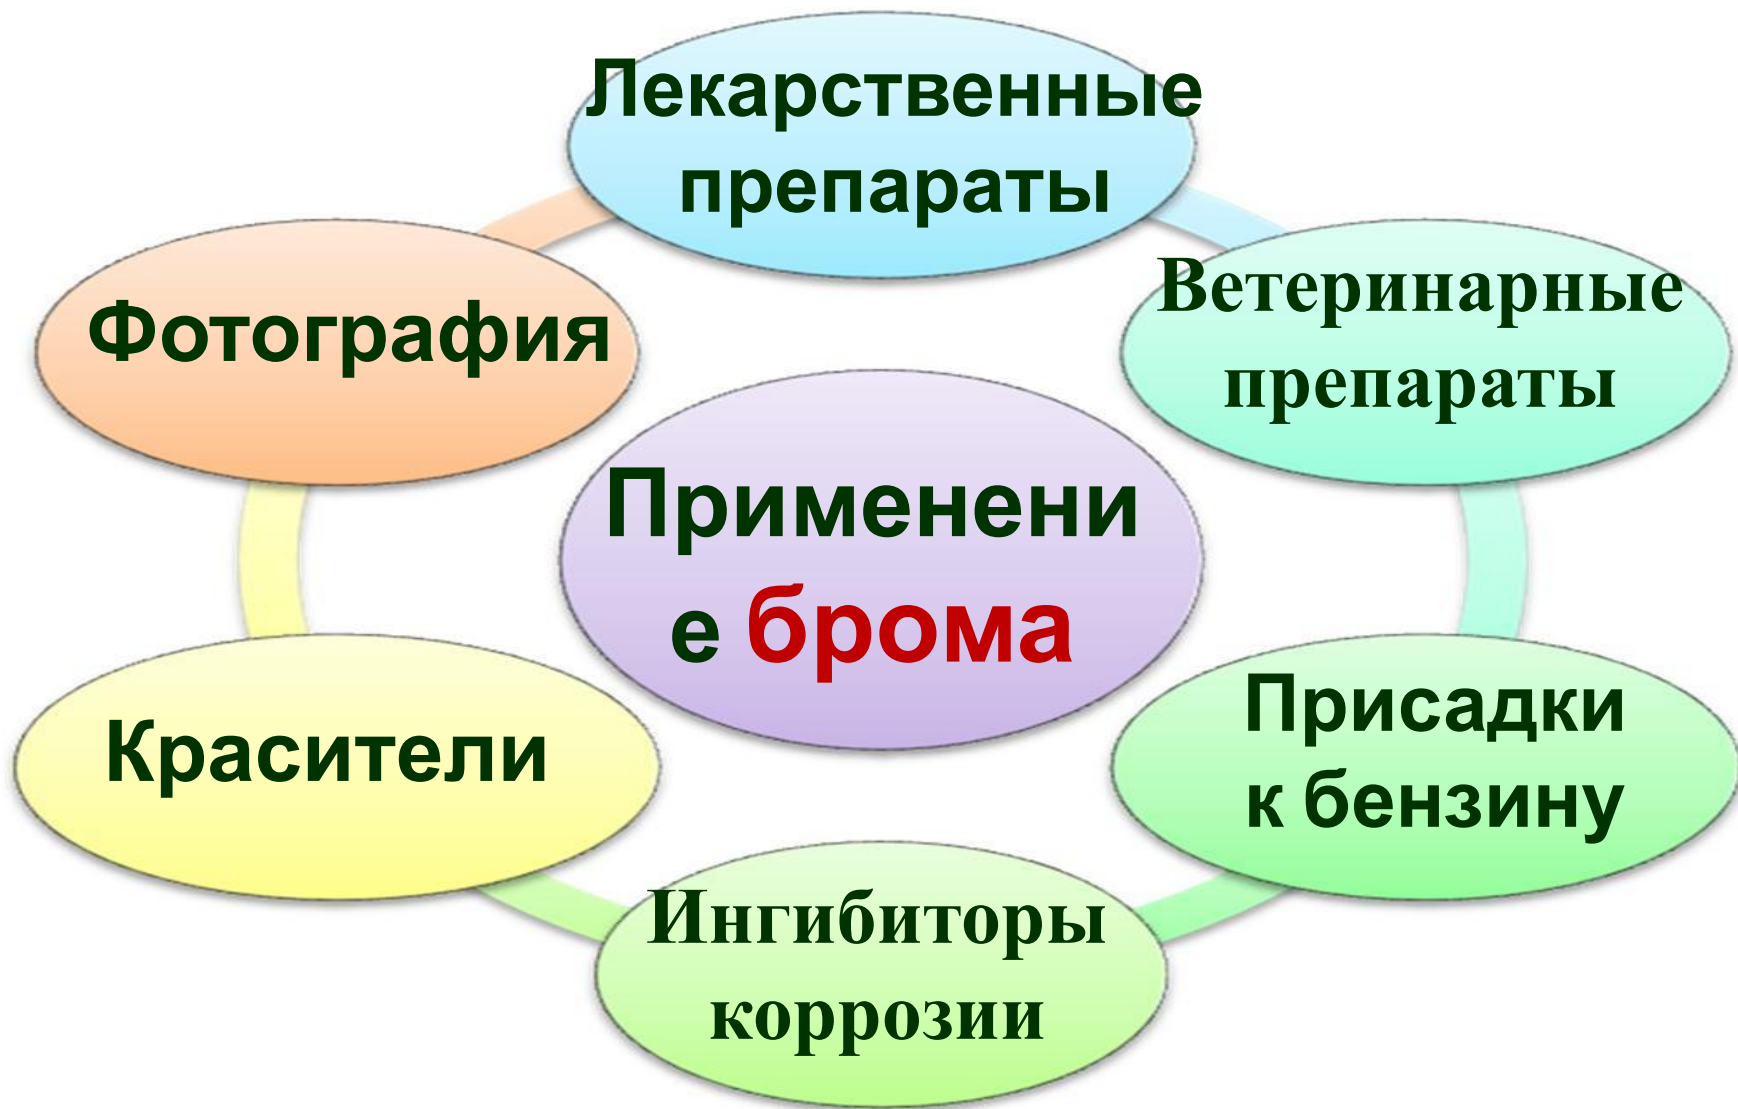 Лекарственные
препараты
Ветеринарные
препараты
Фотография
Применени
е брома
Присадки
к бензину
Красители
Ингибиторы
коррозии